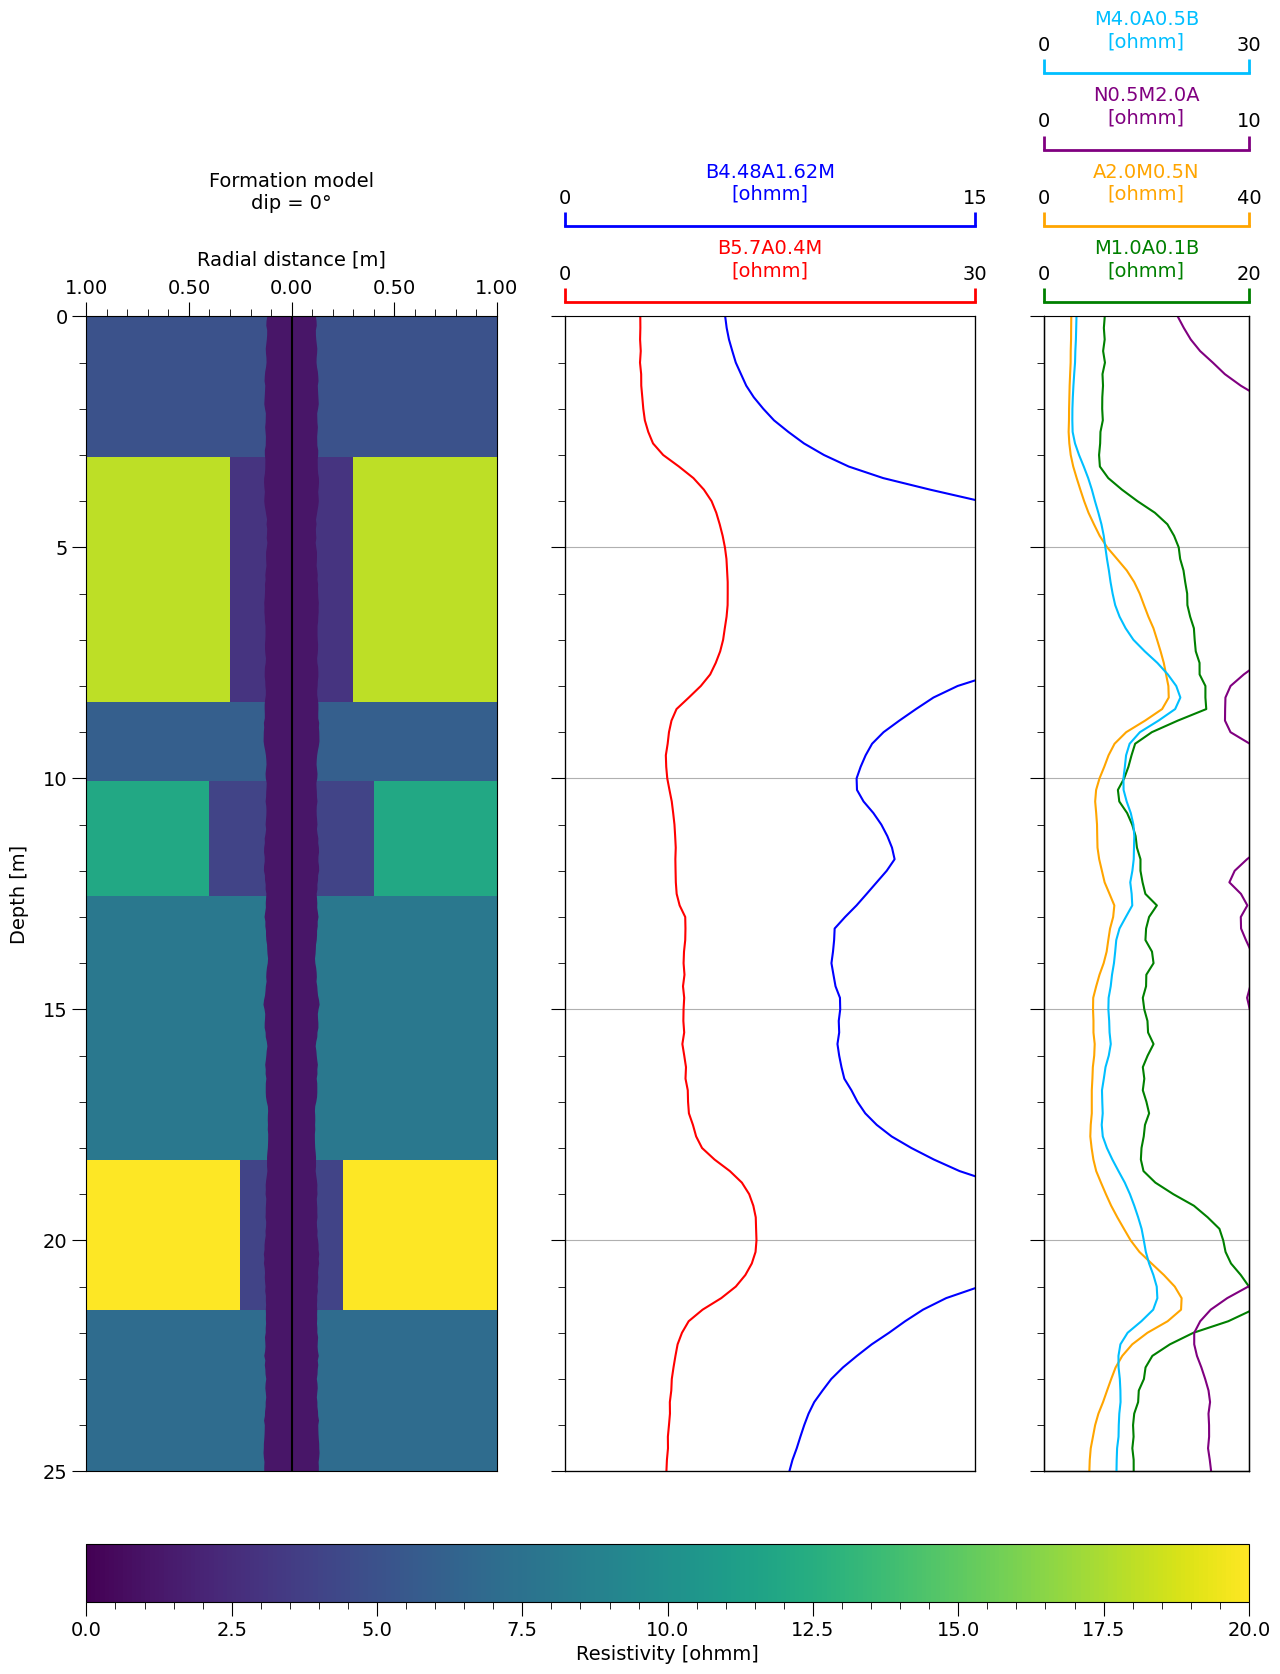 M4.0A0.5B
0 [ohmm] 30
N0.5M2.0A
0 [ohmm] 10
Formation model
dip = 0°
B4.48A1.62M
0 [ohmm] 15
A2.0M0.5N
0 [ohmm] 40
Radial distance [m]
1.00 0.50 0.00 0.50 1.00
B5.7A0.4M
0 [ohmm] 30
M1.0A0.1B
0 [ohmm] 20
0
5
10
15
20
25
Depth [m]
0.0 2.5 5.0 7.5 10.0 12.5 15.0 17.5 20.0
Resistivity [ohmm]